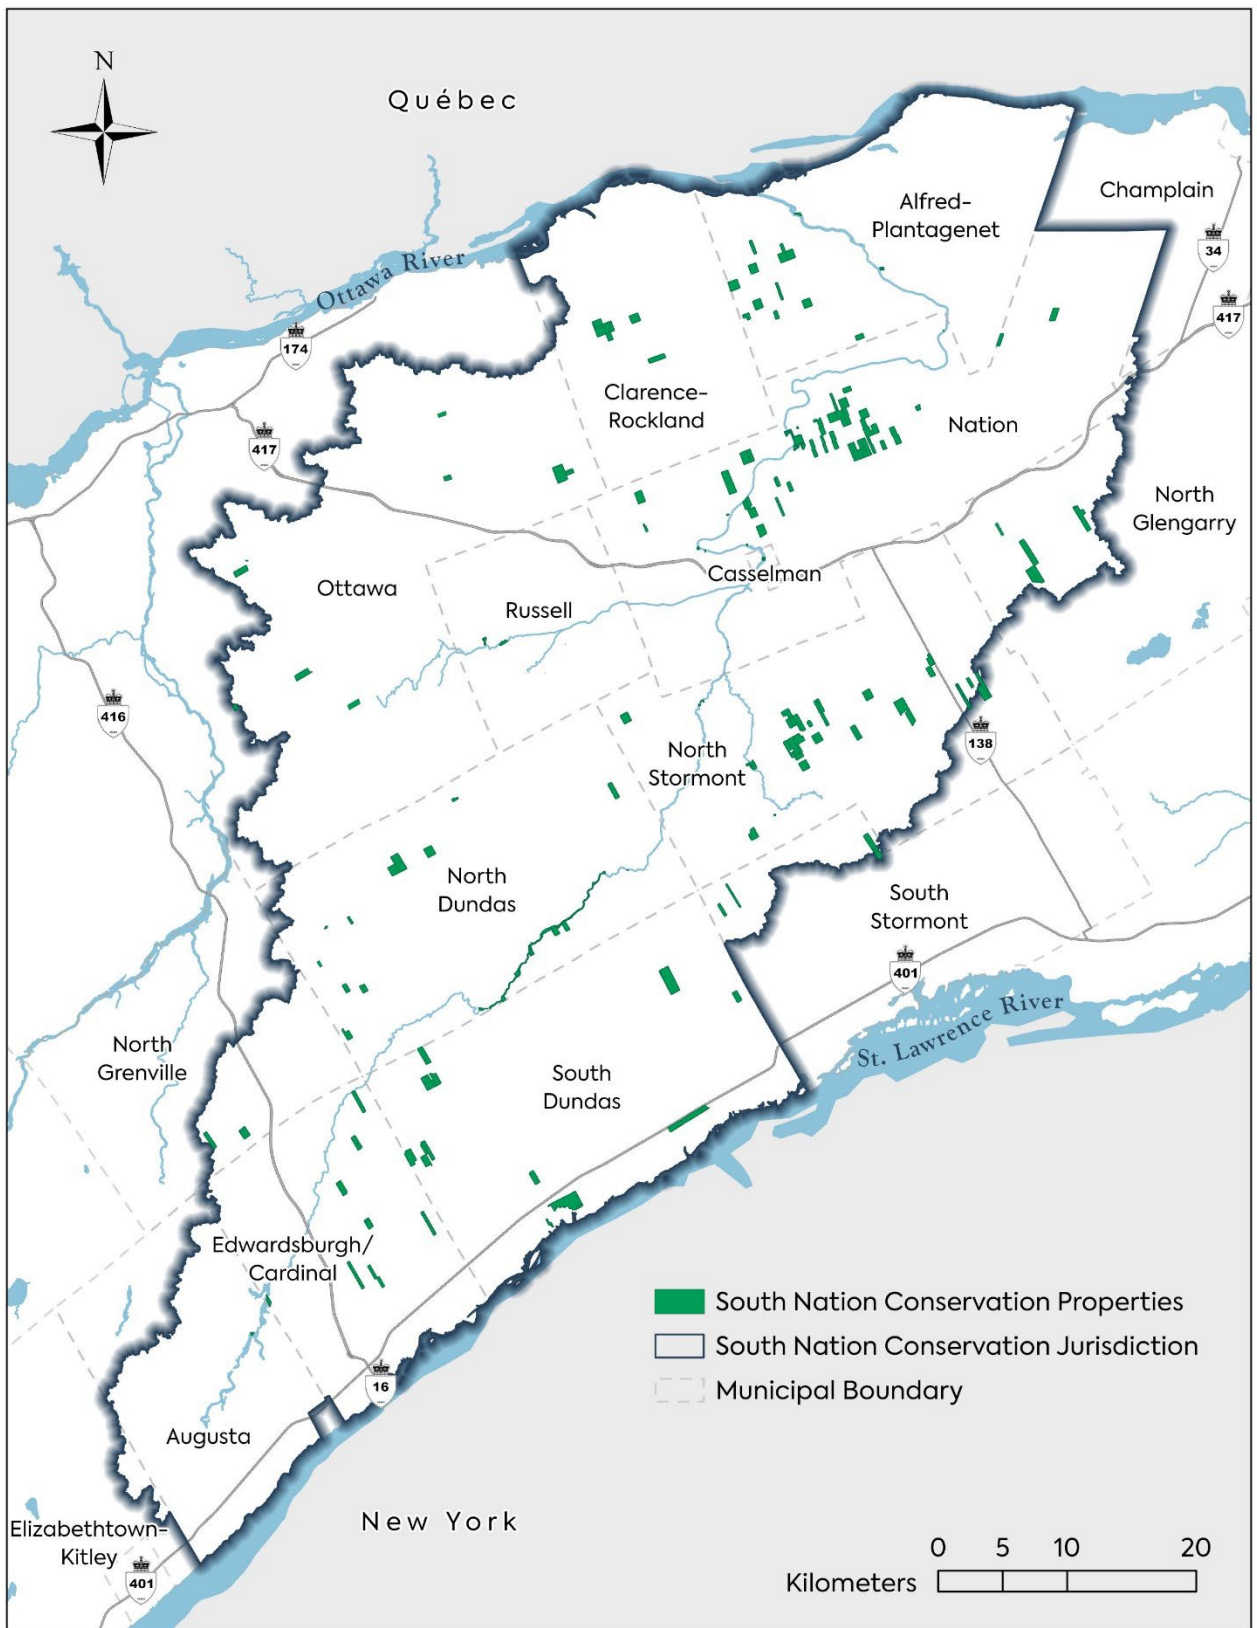 N
Québec
Alfred-
Plantagenet
Champlain
34
417
Ottawa River
174
Clarence-
Rockland
417
Nation
North
Glengarry
Ottawa
Casselman
Russell
416
138
North
Stormont
North
Dundas
South
Stormont
401
St. Lawrence River
North
Grenville
South
Dundas
Edwardsburgh/
Cardinal
16
Augusta
South Nation Conservation Properties
South Nation Conservation Jurisdiction
Municipal Boundary
New York
Elizabethtown-
Kitley
401
0 5 10 20
Kilometers